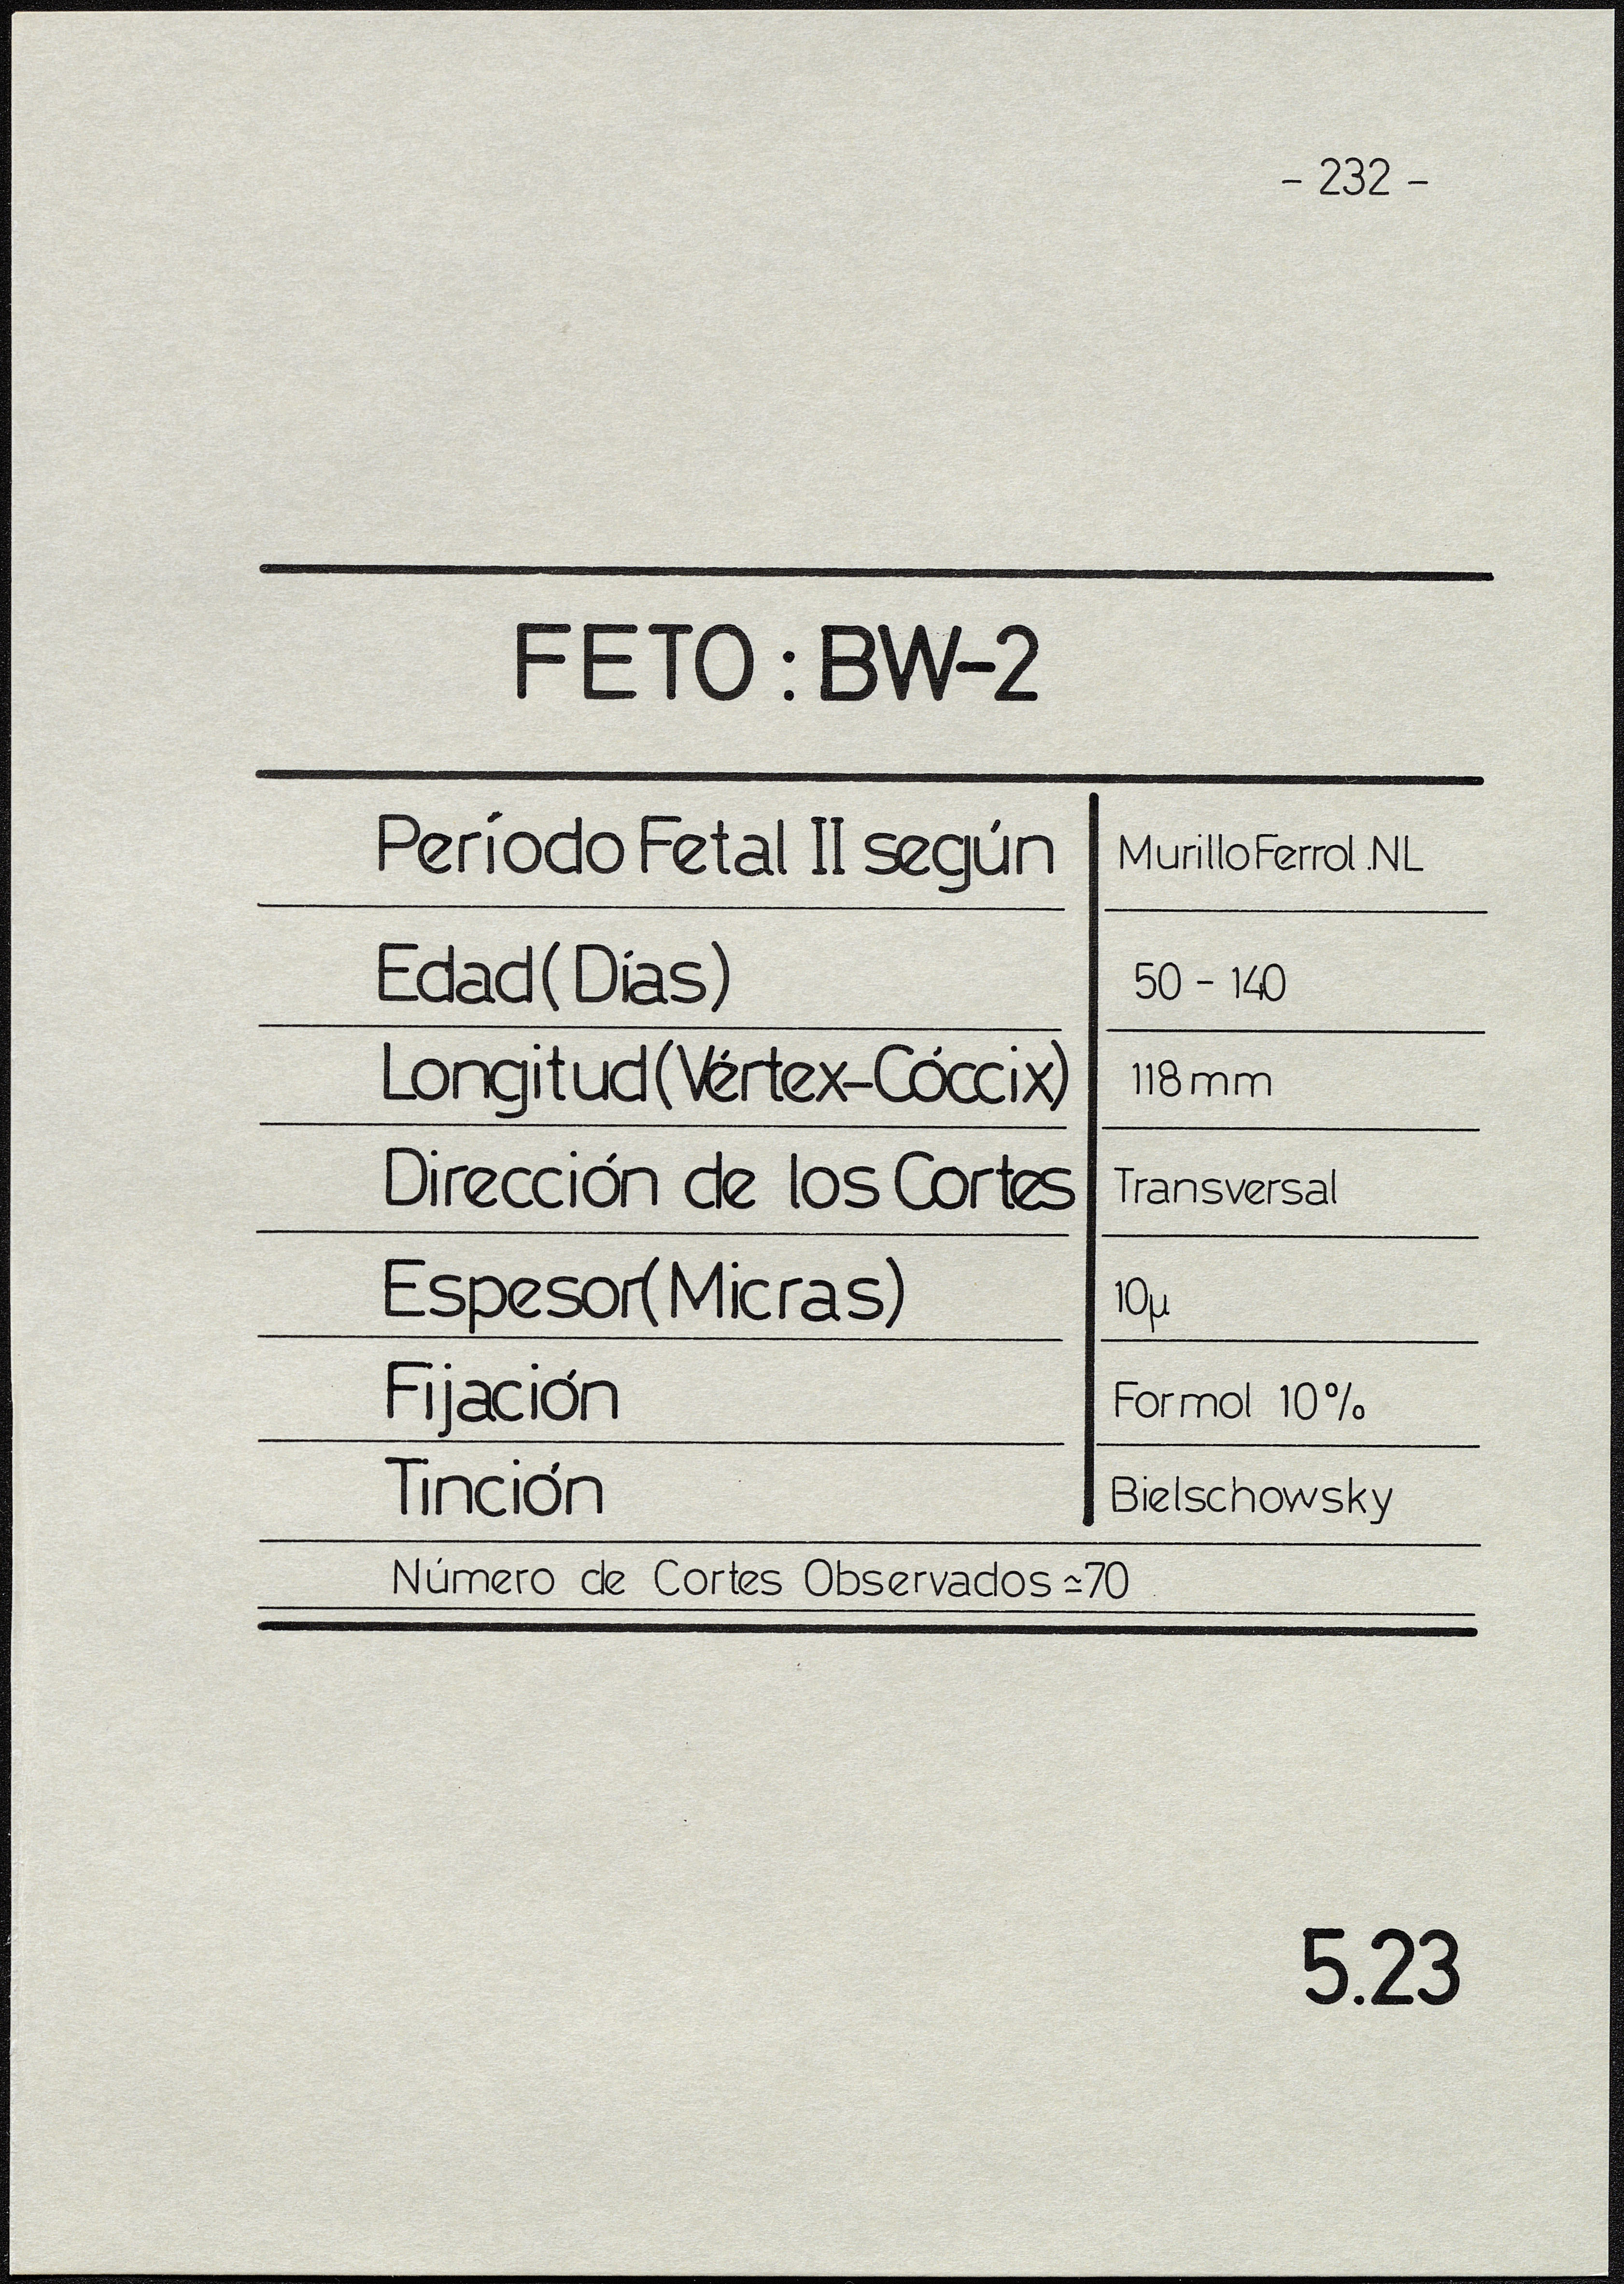 - 232 -
FETO : BW-2
Período Fetal II según Murillo Ferrol .NL
Edad (Días) 50 - 140
Longitud (Vértex-Cóccix) 118 mm
Dirección de los Cortes Transversal
Espesor (Micras) 10µ
Fijación Formol 10%
Tinción Bielschowsky
Número de Cortes Observados ≃70
5.23